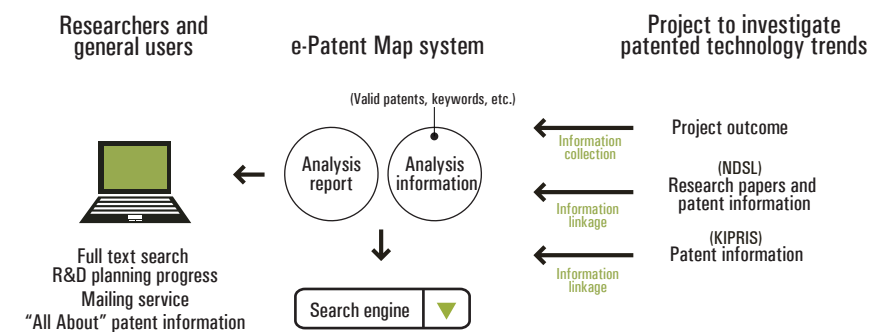 Researchers and
general users
e-Patent Map system
Project to investigate
patented technology trends
(Valid patents, keywords, etc.)
Analysis
report
Analysis
information
Information
collection
Project outcome
Information
linkage
(NDSL)
Research papers and
patent information
Information
linkage
(KIPRIS)
Patent information
Full text search
R&D planning progress
Mailing service
“All About” patent information
Search engine